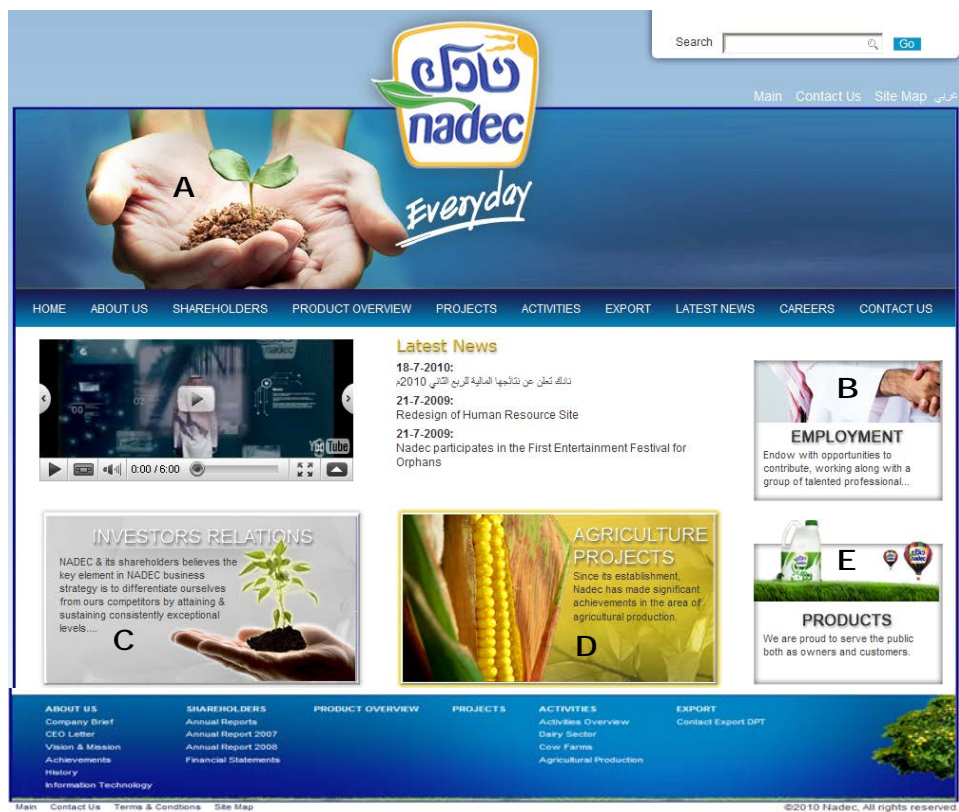 Search Go
Main Contact Us Site Map عربي
نادك
nadec
Everyday
A
HOME ABOUT US SHAREHOLDERS PRODUCT OVERVIEW PROJECTS ACTIVITIES EXPORT LATEST NEWS CAREERS CONTACT US
nadec
00 02
You Tube
0:00 / 6:00
Latest News
18-7-2010:
نادك تعلن عن نتائجها المالية للربع الثاني 2010م
21-7-2009:
Redesign of Human Resource Site
21-7-2009:
Nadec participates in the First Entertainment Festival for
Orphans
B
EMPLOYMENT
Endow with opportunities to
contribute, working along with a
group of talented professional...
INVESTORS RELATIONS
NADEC & its shareholders believes the
key element in NADEC business
strategy is to differentiate ourselves
from ours competitors by attaining &
sustaining consistently exceptional
levels....
C
AGRICULTURE
PROJECTS
Since its establishment,
Nadec has made significant
achievements in the area of
agricultural production.
D
E
PRODUCTS
We are proud to serve the public
both as owners and customers.
ABOUT US
Company Brief
CEO Letter
Vision & Mission
Achievements
History
Information Technology
SHAREHOLDERS
Annual Reports
Annual Report 2007
Annual Report 2008
Financial Statements
PRODUCT OVERVIEW
PROJECTS
ACTIVITIES
Activities Overview
Dairy Sector
Cow Farms
Agricultural Production
EXPORT
Contact Export DPT
Main Contact Us Terms & Condtions Site Map
©2010 Nadec, All rights reserved.